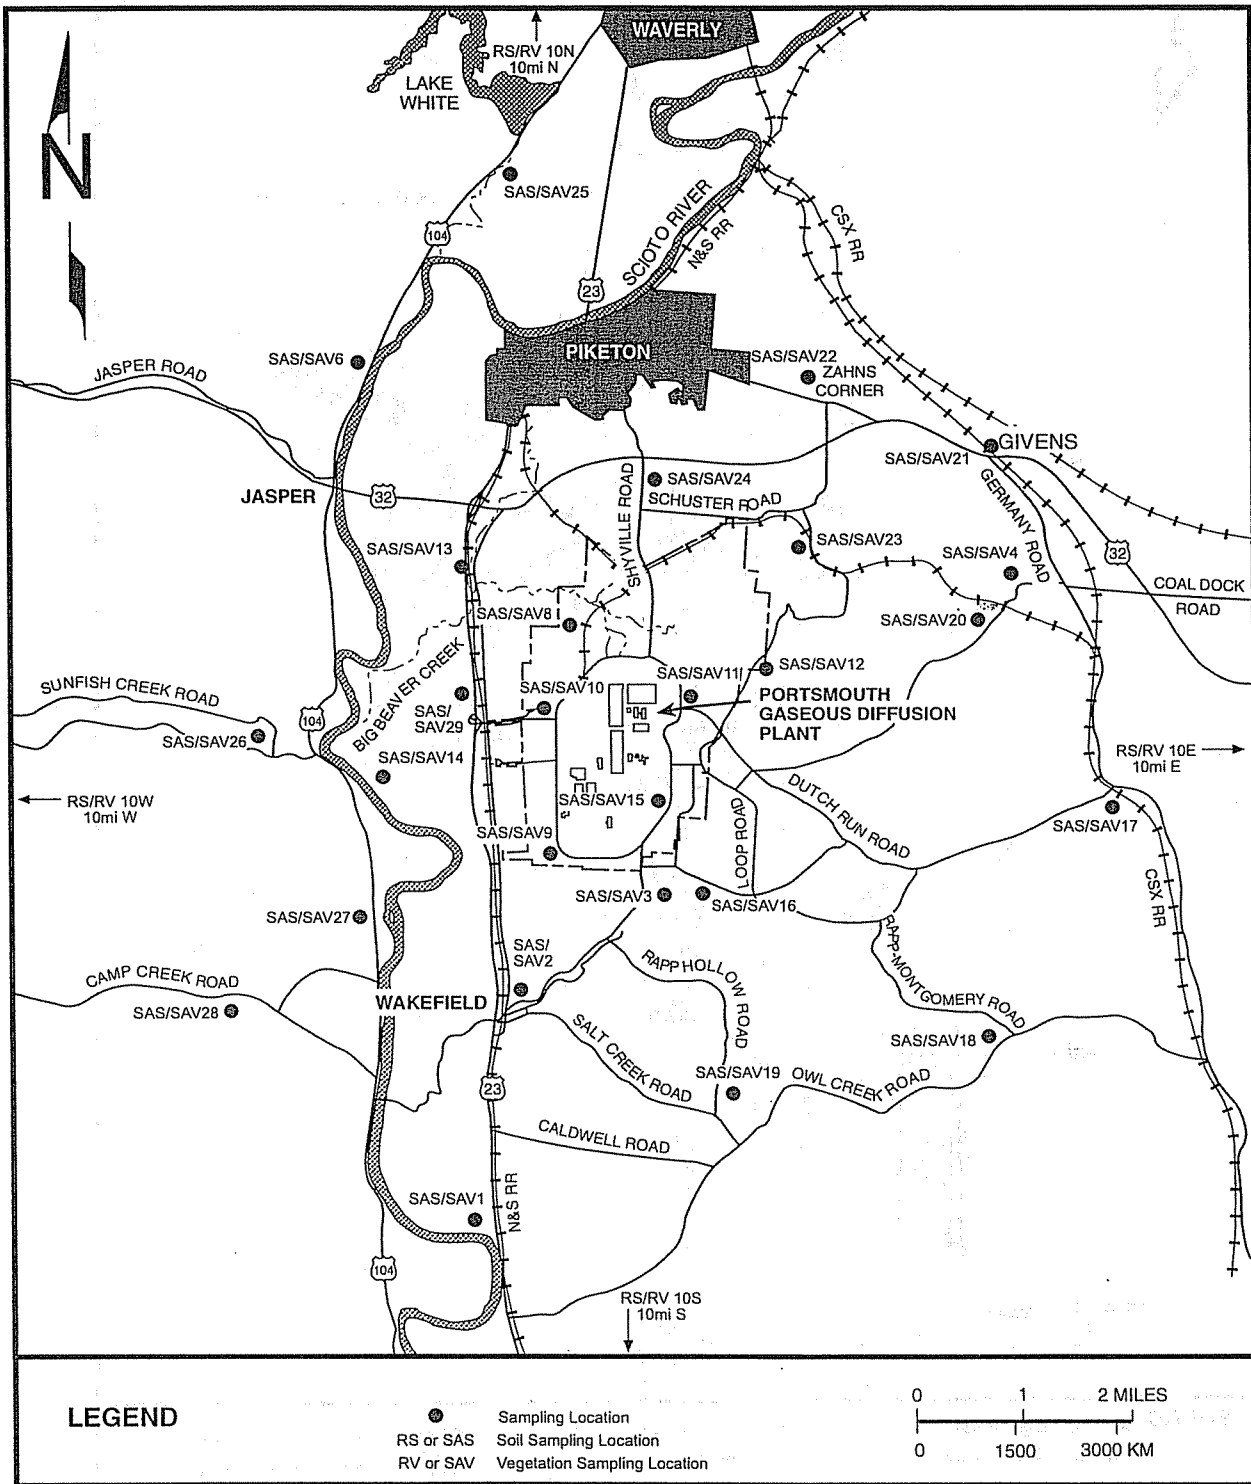 WAVERLY
RS/RV 10N
10mi N
LAKE
WHITE
N
SAS/SAV25
104
SCIOTO RIVER
N&S RR
CSX RR
23
PIKETON
SAS/SAV6
JASPER ROAD
SAS/SAV22
ZAHNS
CORNER
GIVENS
SAS/SAV21
SAS/SAV24
SCHUSTER ROAD
SHYVILLE ROAD
GERMANY ROAD
JASPER
32
SAS/SAV13
SAS/SAV23
SAS/SAV4
32
COAL DOCK
ROAD
SAS/SAV8
SAS/SAV20
SAS/SAV12
SAS/SAV11
SUNFISH CREEK ROAD
BIG BEAVER CREEK
SAS/SAV10
SAS/
SAV29
PORTSMOUTH
GASEOUS DIFFUSION
PLANT
104
SAS/SAV26
RS/RV 10E
10mi E
SAS/SAV14
RS/RV 10W
10mi W
SAS/SAV15
LOOP ROAD
DUTCH RUN ROAD
SAS/SAV17
SAS/SAV9
SAS/SAV3
SAS/SAV16
CSX RR
SAS/SAV27
SAS/
SAV2
RAPP HOLLOW ROAD
RAPP-MONTGOMERY ROAD
CAMP CREEK ROAD
WAKEFIELD
SAS/SAV28
SALT CREEK ROAD
SAS/SAV18
SAS/SAV19
OWL CREEK ROAD
23
CALDWELL ROAD
SAS/SAV1
N&S RR
104
RS/RV 10S
10mi S
LEGEND
Sampling Location
RS or SAS Soil Sampling Location
RV or SAV Vegetation Sampling Location
0 1 2 MILES
0 1500 3000 KM